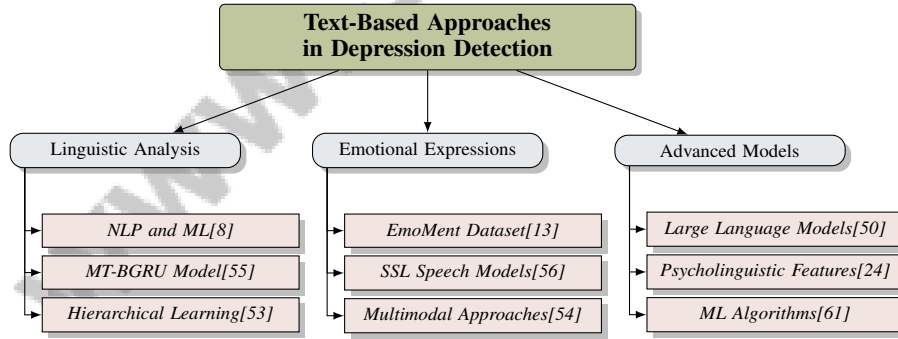 Text-Based Approaches
in Depression Detection
Linguistic Analysis
NLP and ML[8]
MT-BGRU Model[55]
Hierarchical Learning[53]
Emotional Expressions
EmoMent Dataset[13]
SSL Speech Models[56]
Multimodal Approaches[54]
Advanced Models
Large Language Models[50]
Psycholinguistic Features[24]
ML Algorithms[61]
www